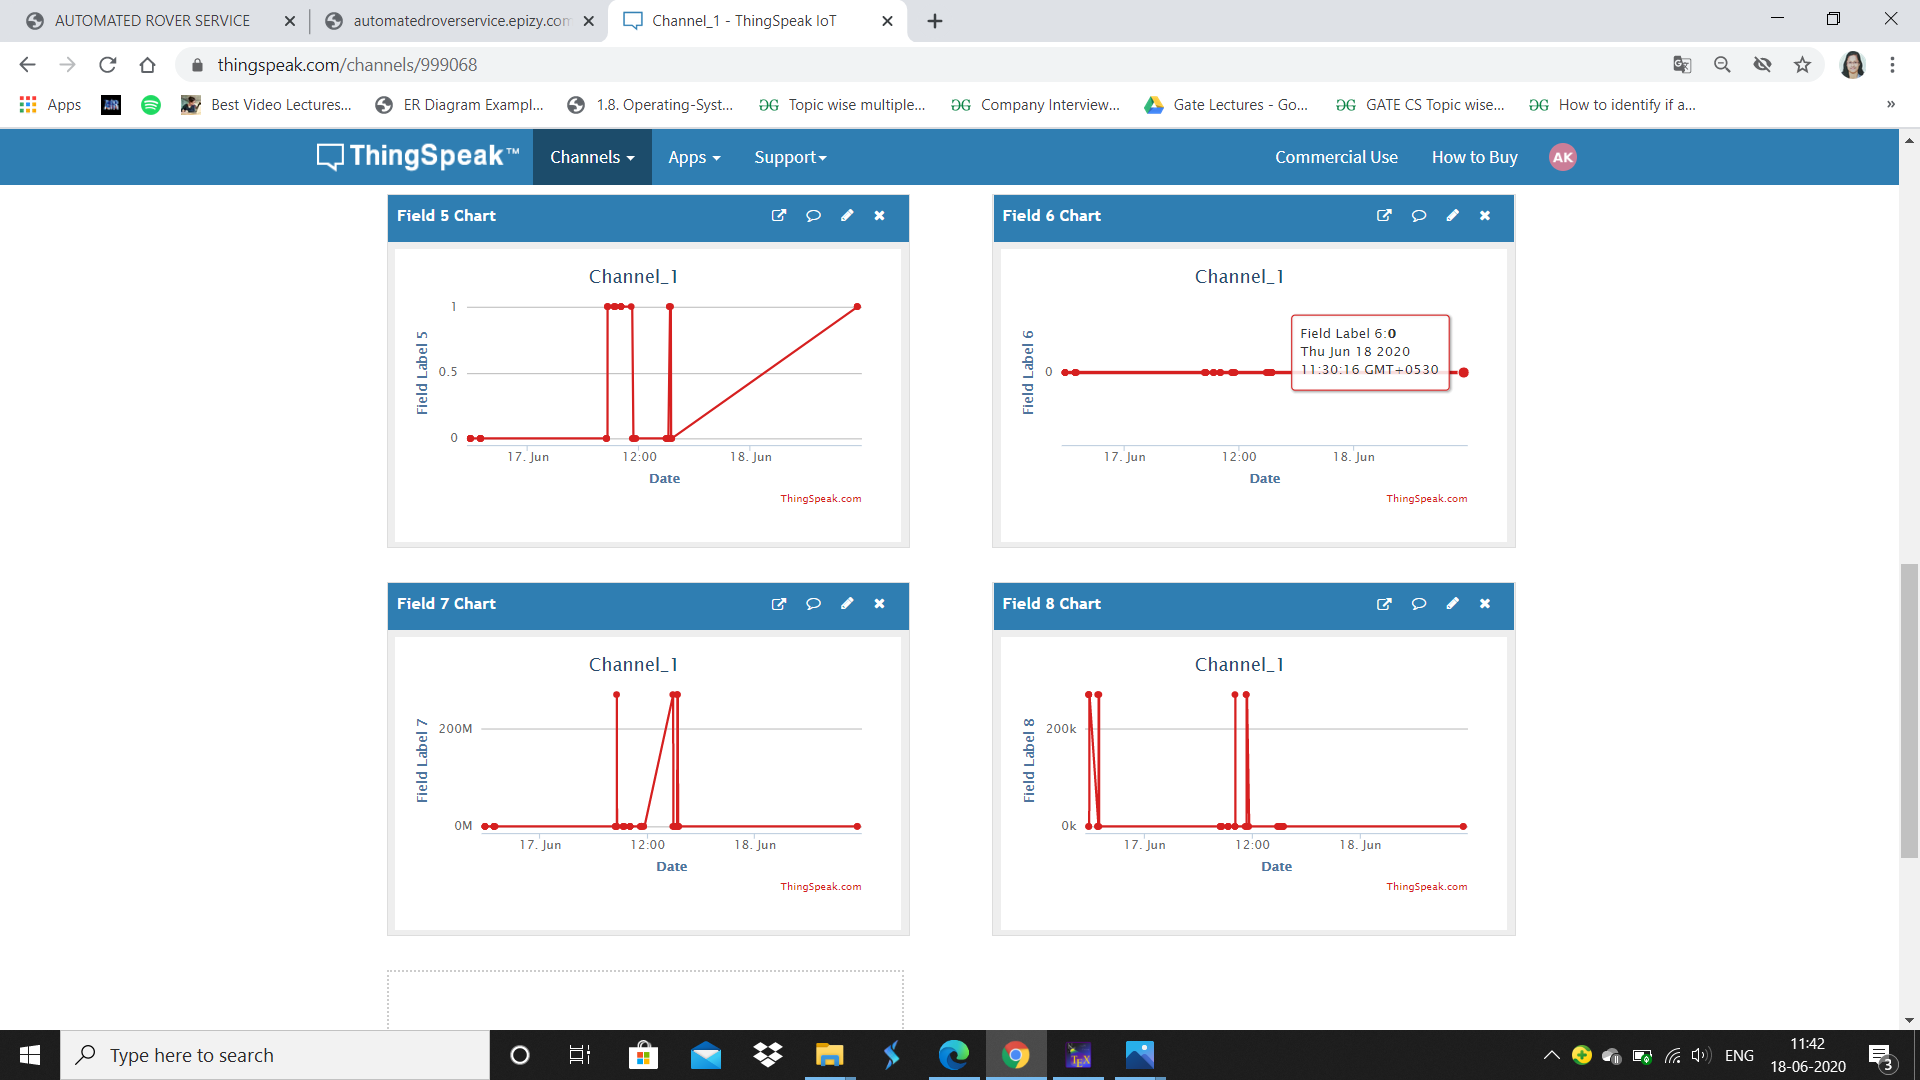 AUTOMATED ROVER SERVICE
automatedroverservice.epizy.com
Channel_1 - ThingSpeak IoT
thingspeak.com/channels/999068
Apps
Best Video Lectures...
ER Diagram Exampl...
1.8. Operating-Syst...
Topic wise multiple...
Company Interview...
Gate Lectures - Go...
GATE CS Topic wise...
How to identify if a...
»
ThingSpeak™
Channels
Apps
Support
Commercial Use
How to Buy
AK
Field 5 Chart
Channel_1
Field Label 5
1
0.5
0
17. Jun
12:00
18. Jun
Date
ThingSpeak.com
Field 6 Chart
Channel_1
Field Label 6
0
Field Label 6:0
Thu Jun 18 2020
11:30:16 GMT+0530
17. Jun
12:00
18. Jun
Date
ThingSpeak.com
Field 7 Chart
Channel_1
Field Label 7
200M
0M
17. Jun
12:00
18. Jun
Date
ThingSpeak.com
Field 8 Chart
Channel_1
Field Label 8
200k
0k
17. Jun
12:00
18. Jun
Date
ThingSpeak.com
Type here to search
ENG
11:42
18-06-2020
3